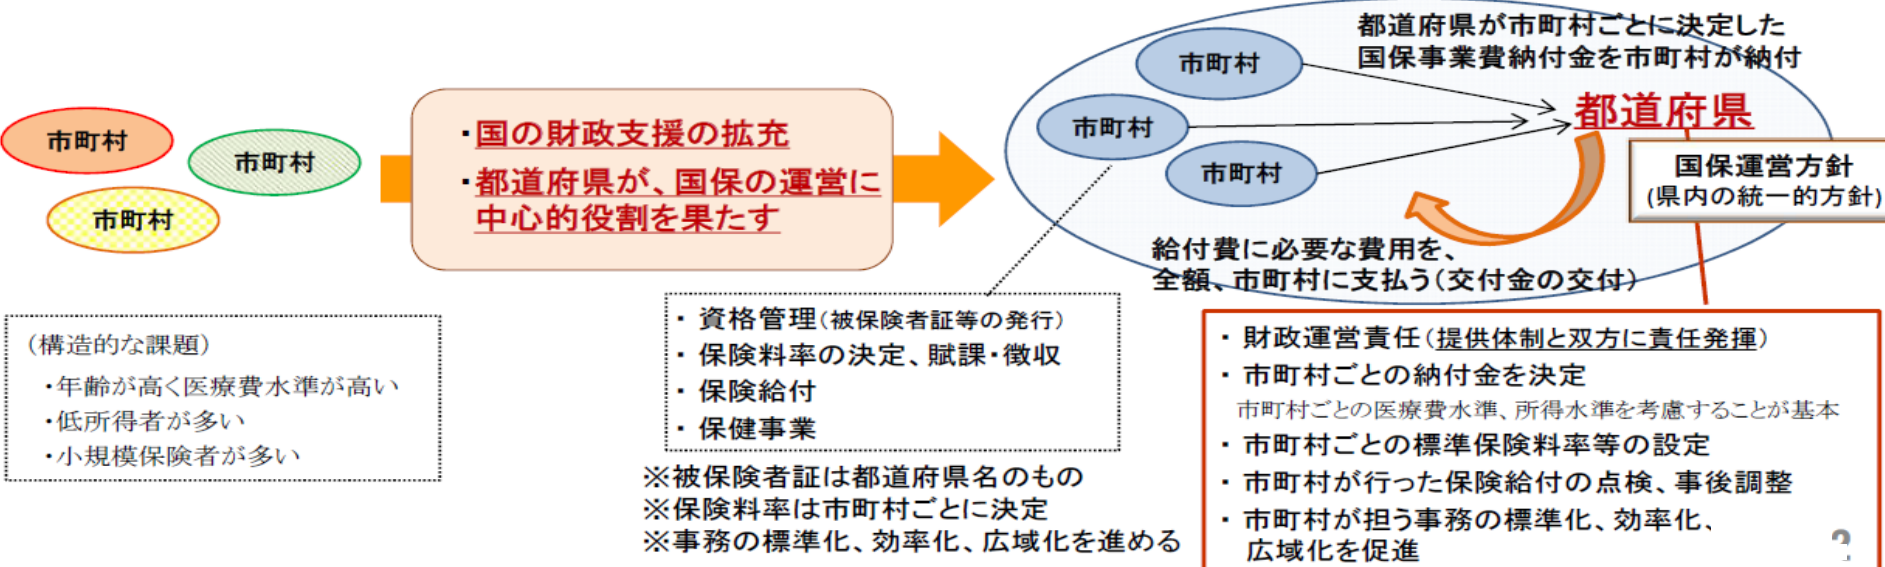 市町村
市町村
市町村
・国の財政支援の拡充
・都道府県が、国保の運営に
中心的役割を果たす
都道府県が市町村ごとに決定した
国保事業費納付金を市町村が納付
市町村
市町村
市町村
都道府県
国保運営方針
(県内の統一的方針)
給付費に必要な費用を、
全額、市町村に支払う(交付金の交付)
(構造的な課題)
・年齢が高く医療費水準が高い
・低所得者が多い
・小規模保険者が多い
・資格管理(被保険者証等の発行)
・保険料率の決定、賦課・徴収
・保険給付
・保健事業
※被保険者証は都道府県名のもの
※保険料率は市町村ごとに決定
※事務の標準化、効率化、広域化を進める
・財政運営責任(提供体制と双方に責任発揮)
・市町村ごとの納付金を決定
市町村ごとの医療費水準、所得水準を考慮することが基本
・市町村ごとの標準保険料率等の設定
・市町村が行った保険給付の点検、事後調整
・市町村が担う事務の標準化、効率化、
広域化を促進